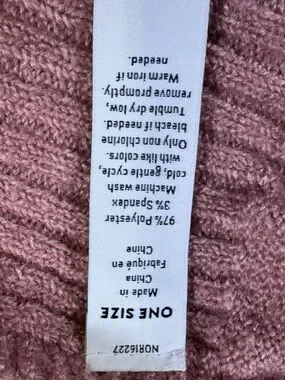 NOR16227
ONE SIZE
Made in
China
Fabriqué en
Chine
97% Polyester
3% Spandex
Machine wash
cold, gentle cycle,
with like colors.
Only non chlorine
bleach if needed.
Tumble dry low,
remove promptly.
Warm iron if
needed.